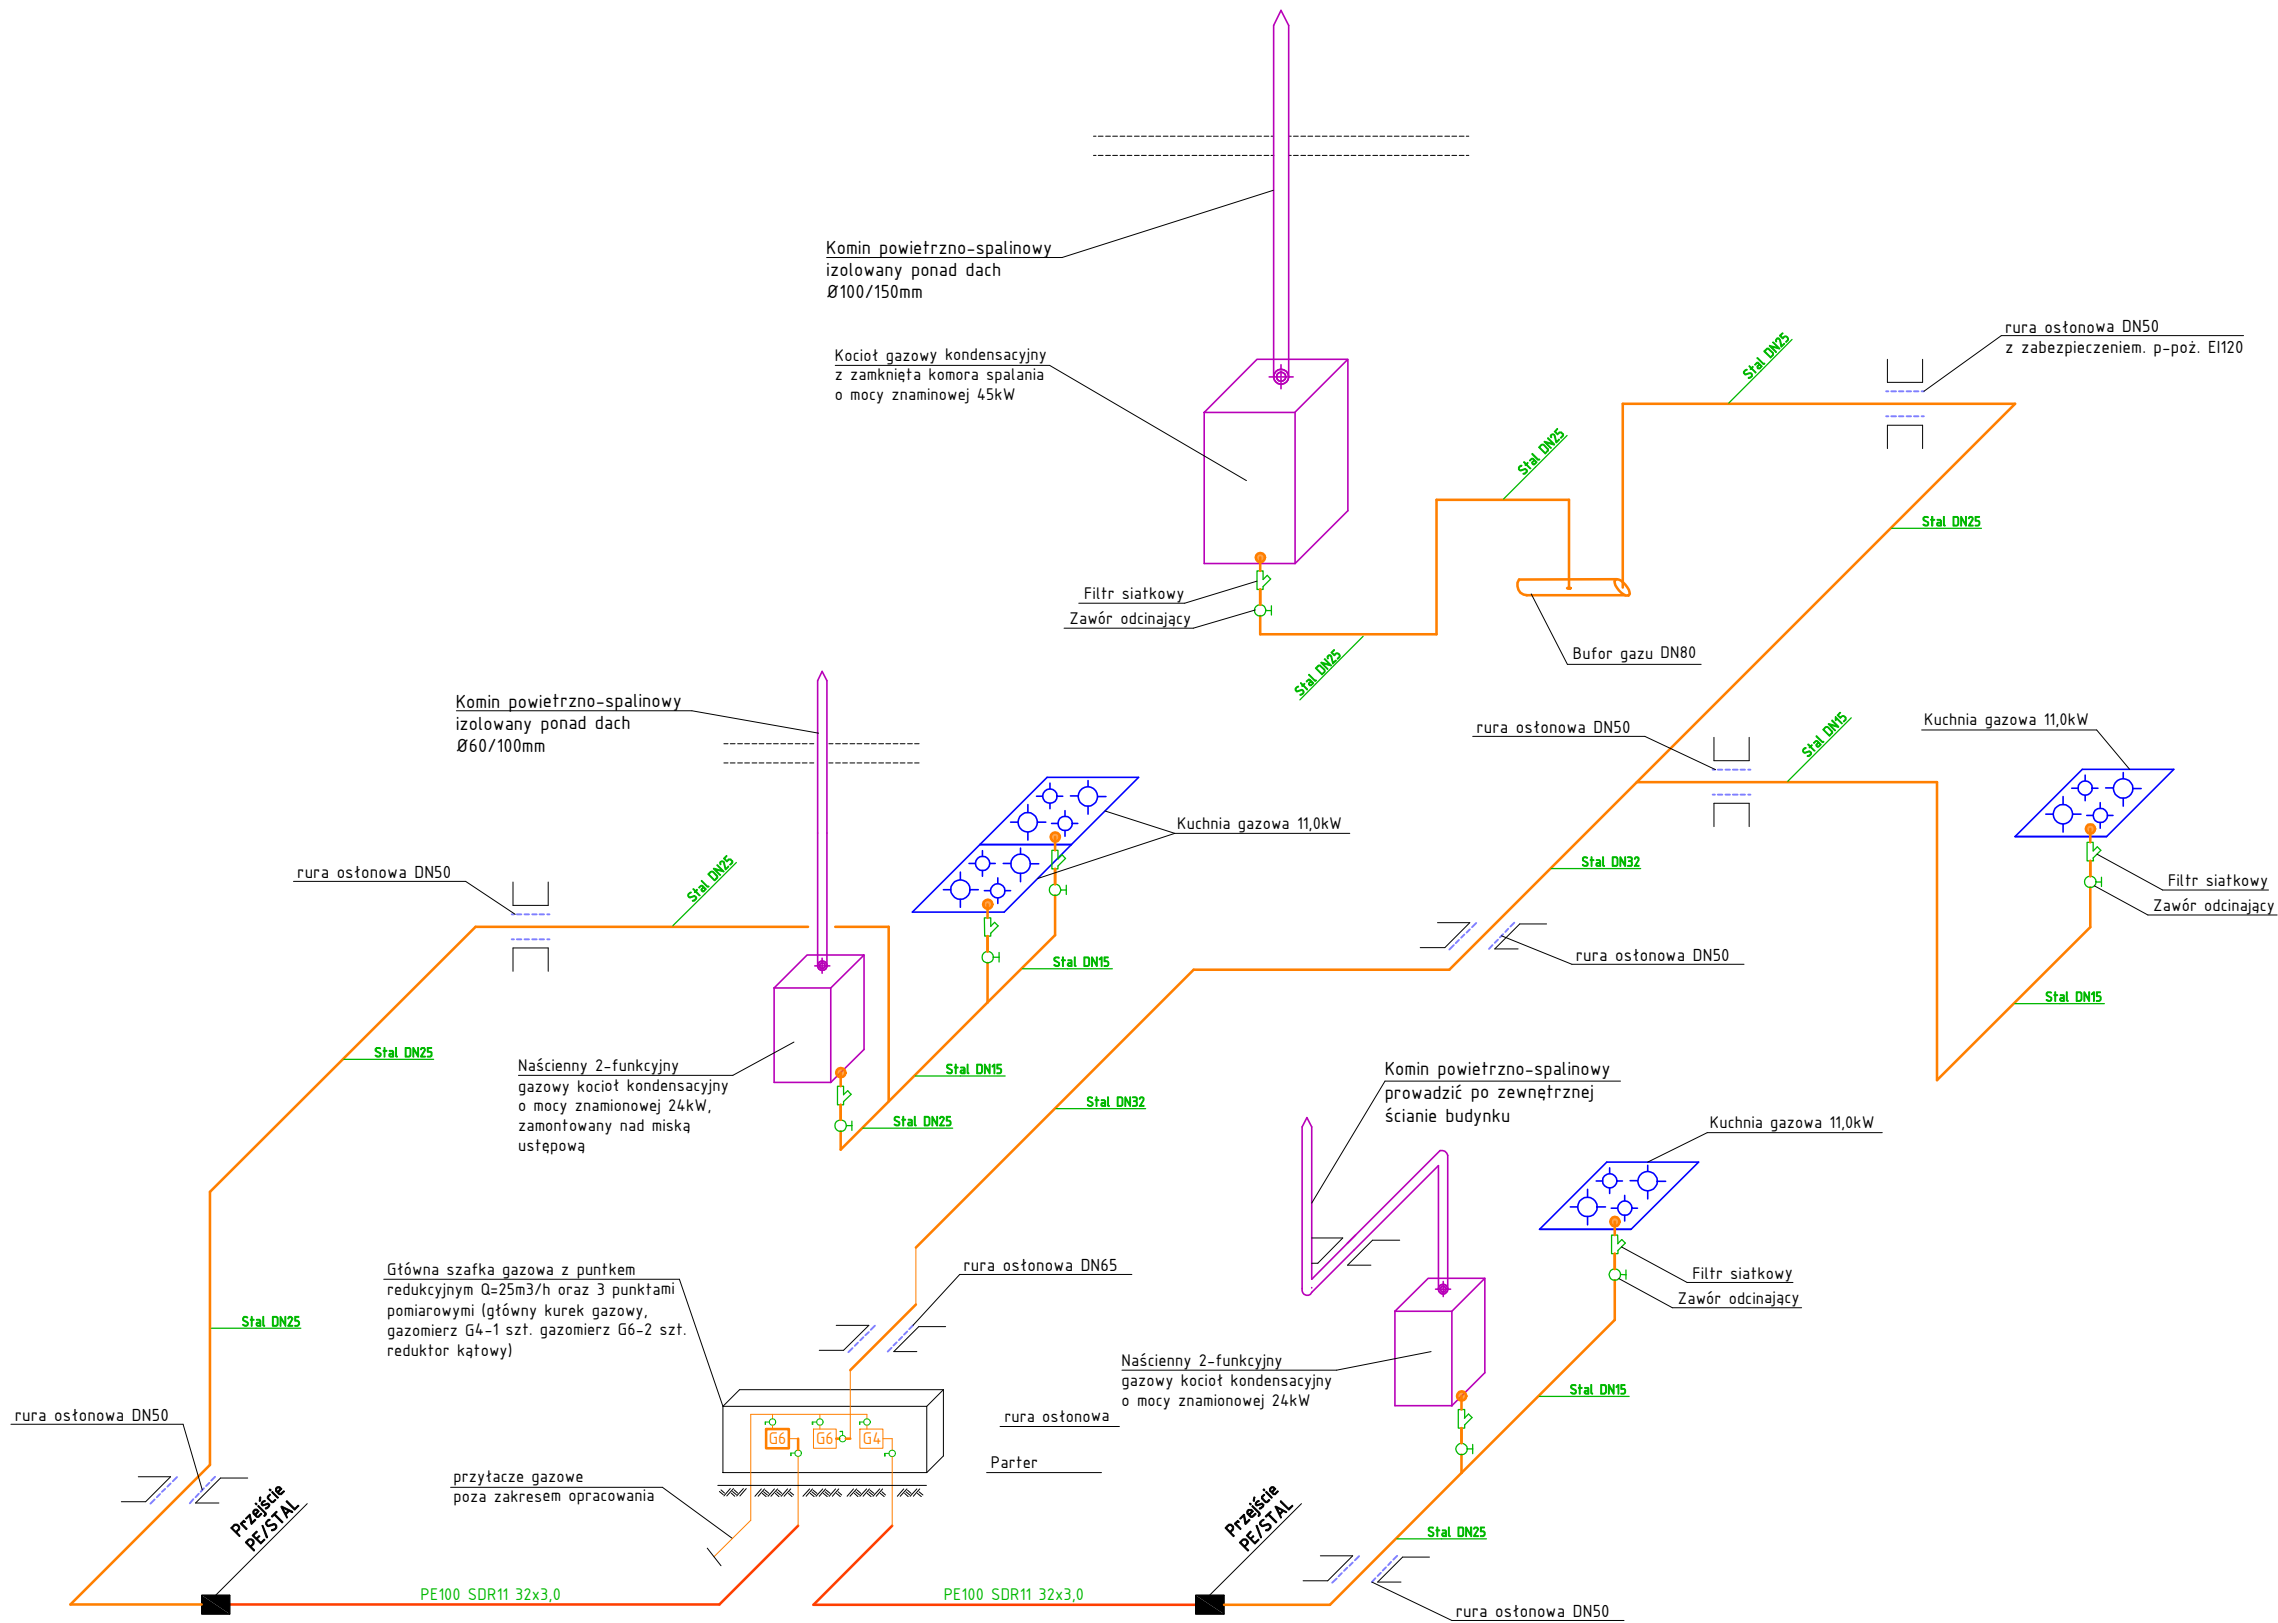 Komin powietrzno-spalinowy
izolowany ponad dach
Ø100/150mm
Kocioł gazowy kondensacyjny
z zamknięta komora spalania
o mocy znaminowej 45kW
Filtr siatkowy
Zawór odcinający
Stal DN25
Stal DN25
Stal DN25
rura osłonowa DN50
z zabezpieczeniem. p-poż. EI120
Stal DN25
Bufor gazu DN80
Komin powietrzno-spalinowy
izolowany ponad dach
Ø60/100mm
rura osłonowa DN50
Stal DN15
Kuchnia gazowa 11,0kW
Kuchnia gazowa 11,0kW
rura osłonowa DN50
Stal DN25
Stal DN32
Filtr siatkowy
Zawór odcinający
rura osłonowa DN50
Stal DN15
Stal DN15
Stal DN25
Naścienny 2-funkcyjny
gazowy kocioł kondensacyjny
o mocy znamionowej 24kW,
zamontowany nad miską
ustępową
Stal DN15
Stal DN25
Stal DN32
Komin powietrzno-spalinowy
prowadzić po zewnętrznej
ścianie budynku
Kuchnia gazowa 11,0kW
Główna szafka gazowa z puntkem
redukcyjnym Q=25m3/h oraz 3 punktami
pomiarowymi (główny kurek gazowy,
gazomierz G4-1 szt. gazomierz G6-2 szt.
reduktor kątowy)
rura osłonowa DN65
Filtr siatkowy
Zawór odcinający
Stal DN25
Naścienny 2-funkcyjny
gazowy kocioł kondensacyjny
o mocy znamionowej 24kW
Stal DN15
rura osłonowa DN50
G6
G6
G4
rura osłonowa
Parter
przyłacze gazowe
poza zakresem opracowania
Przejście
PE/STAL
Przejście
PE/STAL
Stal DN25
PE100 SDR11 32x3,0
PE100 SDR11 32x3,0
rura osłonowa DN50